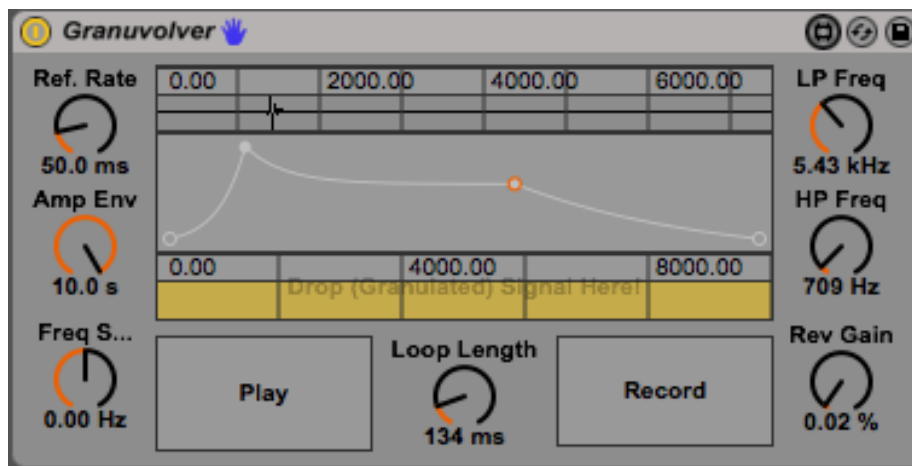 Granuvolver
Ref. Rate
50.0 ms
Amp Env
10.0 s
Freq S...
0.00 Hz
0.00 2000.00 4000.00 6000.00
0.00 4000.00 8000.00
Drop (Granulated) Signal Here!
Play
Loop Length
134 ms
Record
LP Freq
5.43 kHz
HP Freq
709 Hz
Rev Gain
0.02 %